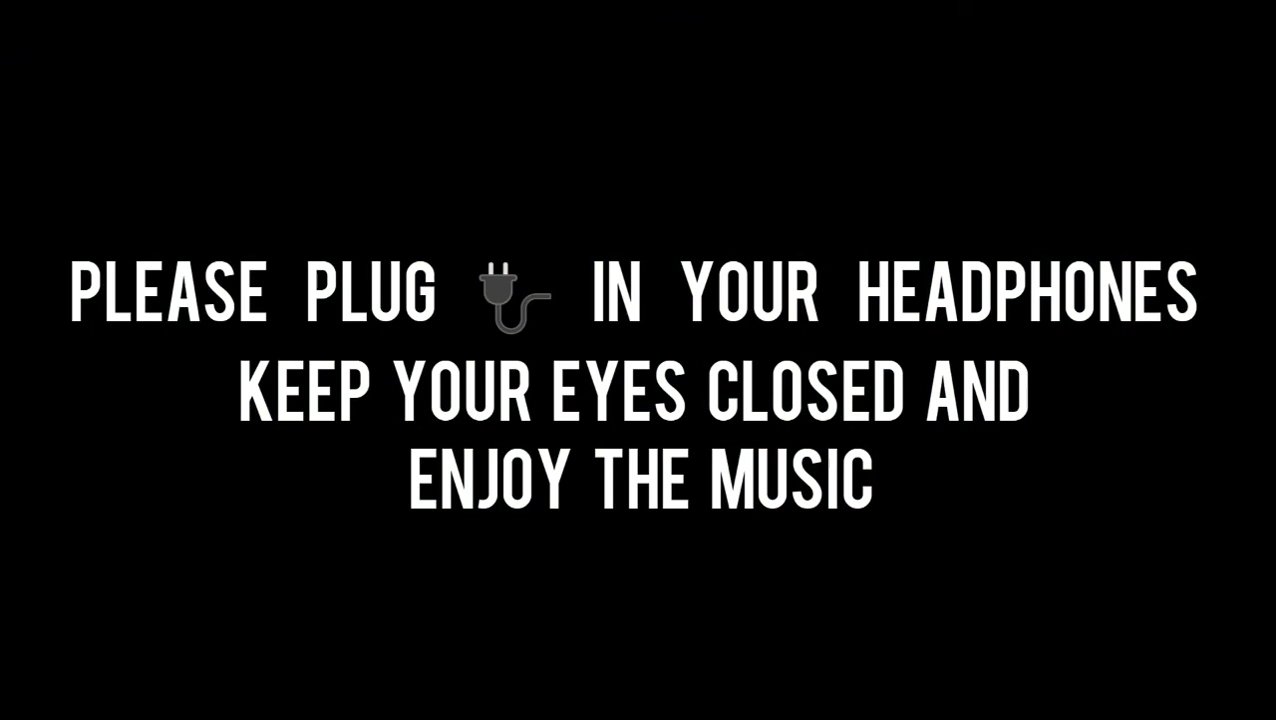 PLEASE PLUG 🔌 IN YOUR HEADPHONES
KEEP YOUR EYES CLOSED AND
ENJOY THE MUSIC